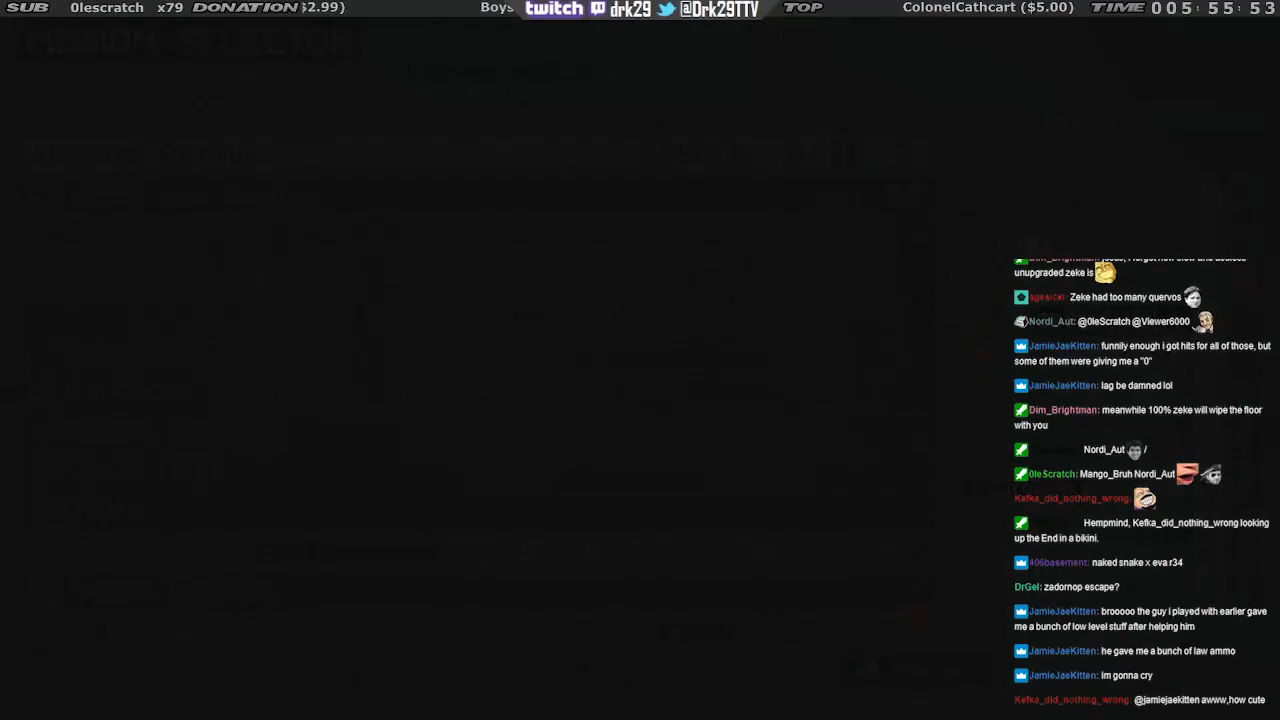 SUB 0lescratch x79 DONATION $2.99) Boys twitch drk29 @Drk29TTV TOP ColonelCathcart ($5.00) TIME 005:55:53
MISSION SELECTOR
unupgraded zeke is
agesicki: Zeke had too many quervos
Nordi_Aut: @0leScratch @Viewer6000
JamieJaeKitten: funnily enough i got hits for all of those, but
some of them were giving me a "0"
JamieJaeKitten: lag be damned lol
Dim_Brightman: meanwhile 100% zeke will wipe the floor
with you
Nordi_Aut /
0leScratch: Mango_Bruh Nordi_Aut
Kefka_did_nothing_wrong:
Hempmind, Kefka_did_nothing_wrong looking
up the End in a bikini.
406basement: naked snake x eva r34
DrGel: zadornop escape?
JamieJaeKitten: brooooo the guy i played with earlier gave
me a bunch of low level stuff after helping him
JamieJaeKitten: he gave me a bunch of law ammo
JamieJaeKitten: im gonna cry
Kefka_did_nothing_wrong: @jamiejaekitten awww,how cute